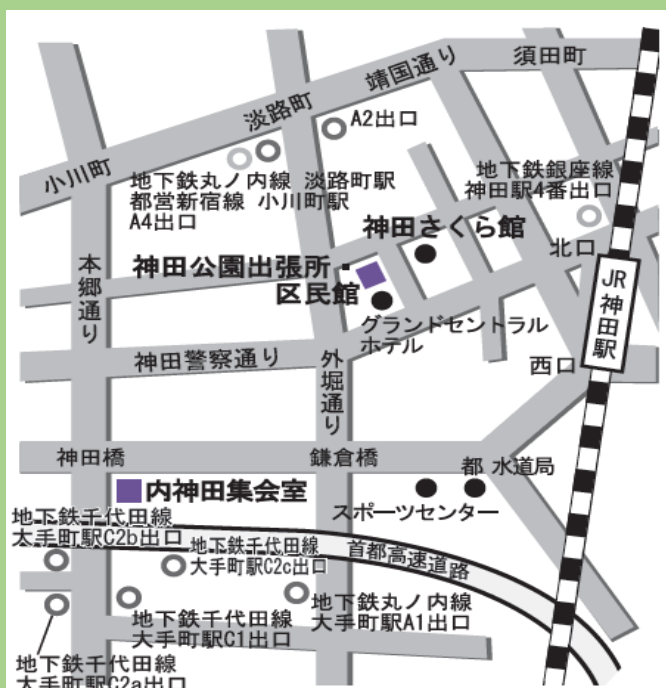 須田町
靖国通り
淡路町
A2出口
小川町
地下鉄丸ノ内線 淡路町駅
都営新宿線 小川町駅
A4出口
地下鉄銀座線
神田駅4番出口
神田さくら館
北口
本郷通り
神田公園出張所・
区民館
JR神田駅
グランドセントラル
ホテル
神田警察通り
外堀通り
西口
神田橋
鎌倉橋
都 水道局
内神田集会室
スポーツセンター
地下鉄千代田線
大手町駅C2b出口
地下鉄千代田線
大手町駅C2c出口
首都高速道路
地下鉄千代田線
大手町駅C1出口
地下鉄丸ノ内線
大手町駅A1出口
地下鉄千代田線
大手町駅C2a出口